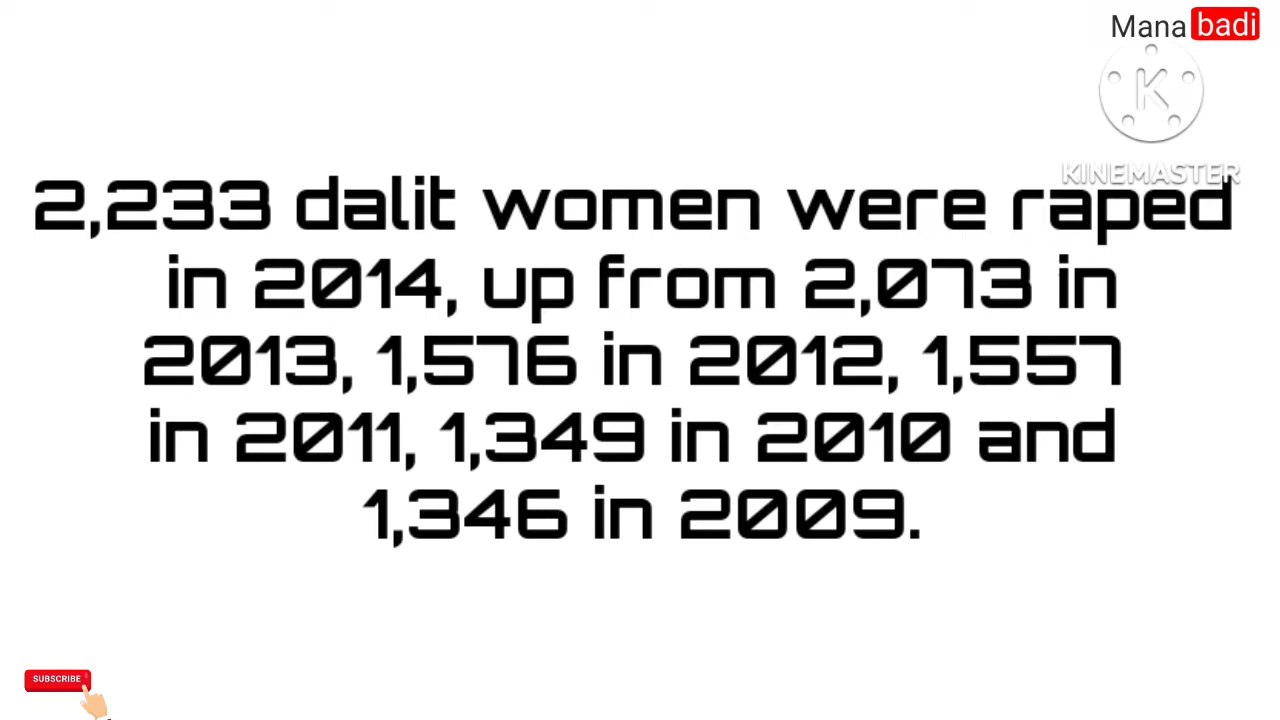 Mana badi
KINEMASTER
2,233 dalit women were raped
in 2014, up from 2,073 in
2013, 1,576 in 2012, 1,557
in 2011, 1,349 in 2010 and
1,346 in 2009.
SUBSCRIBE